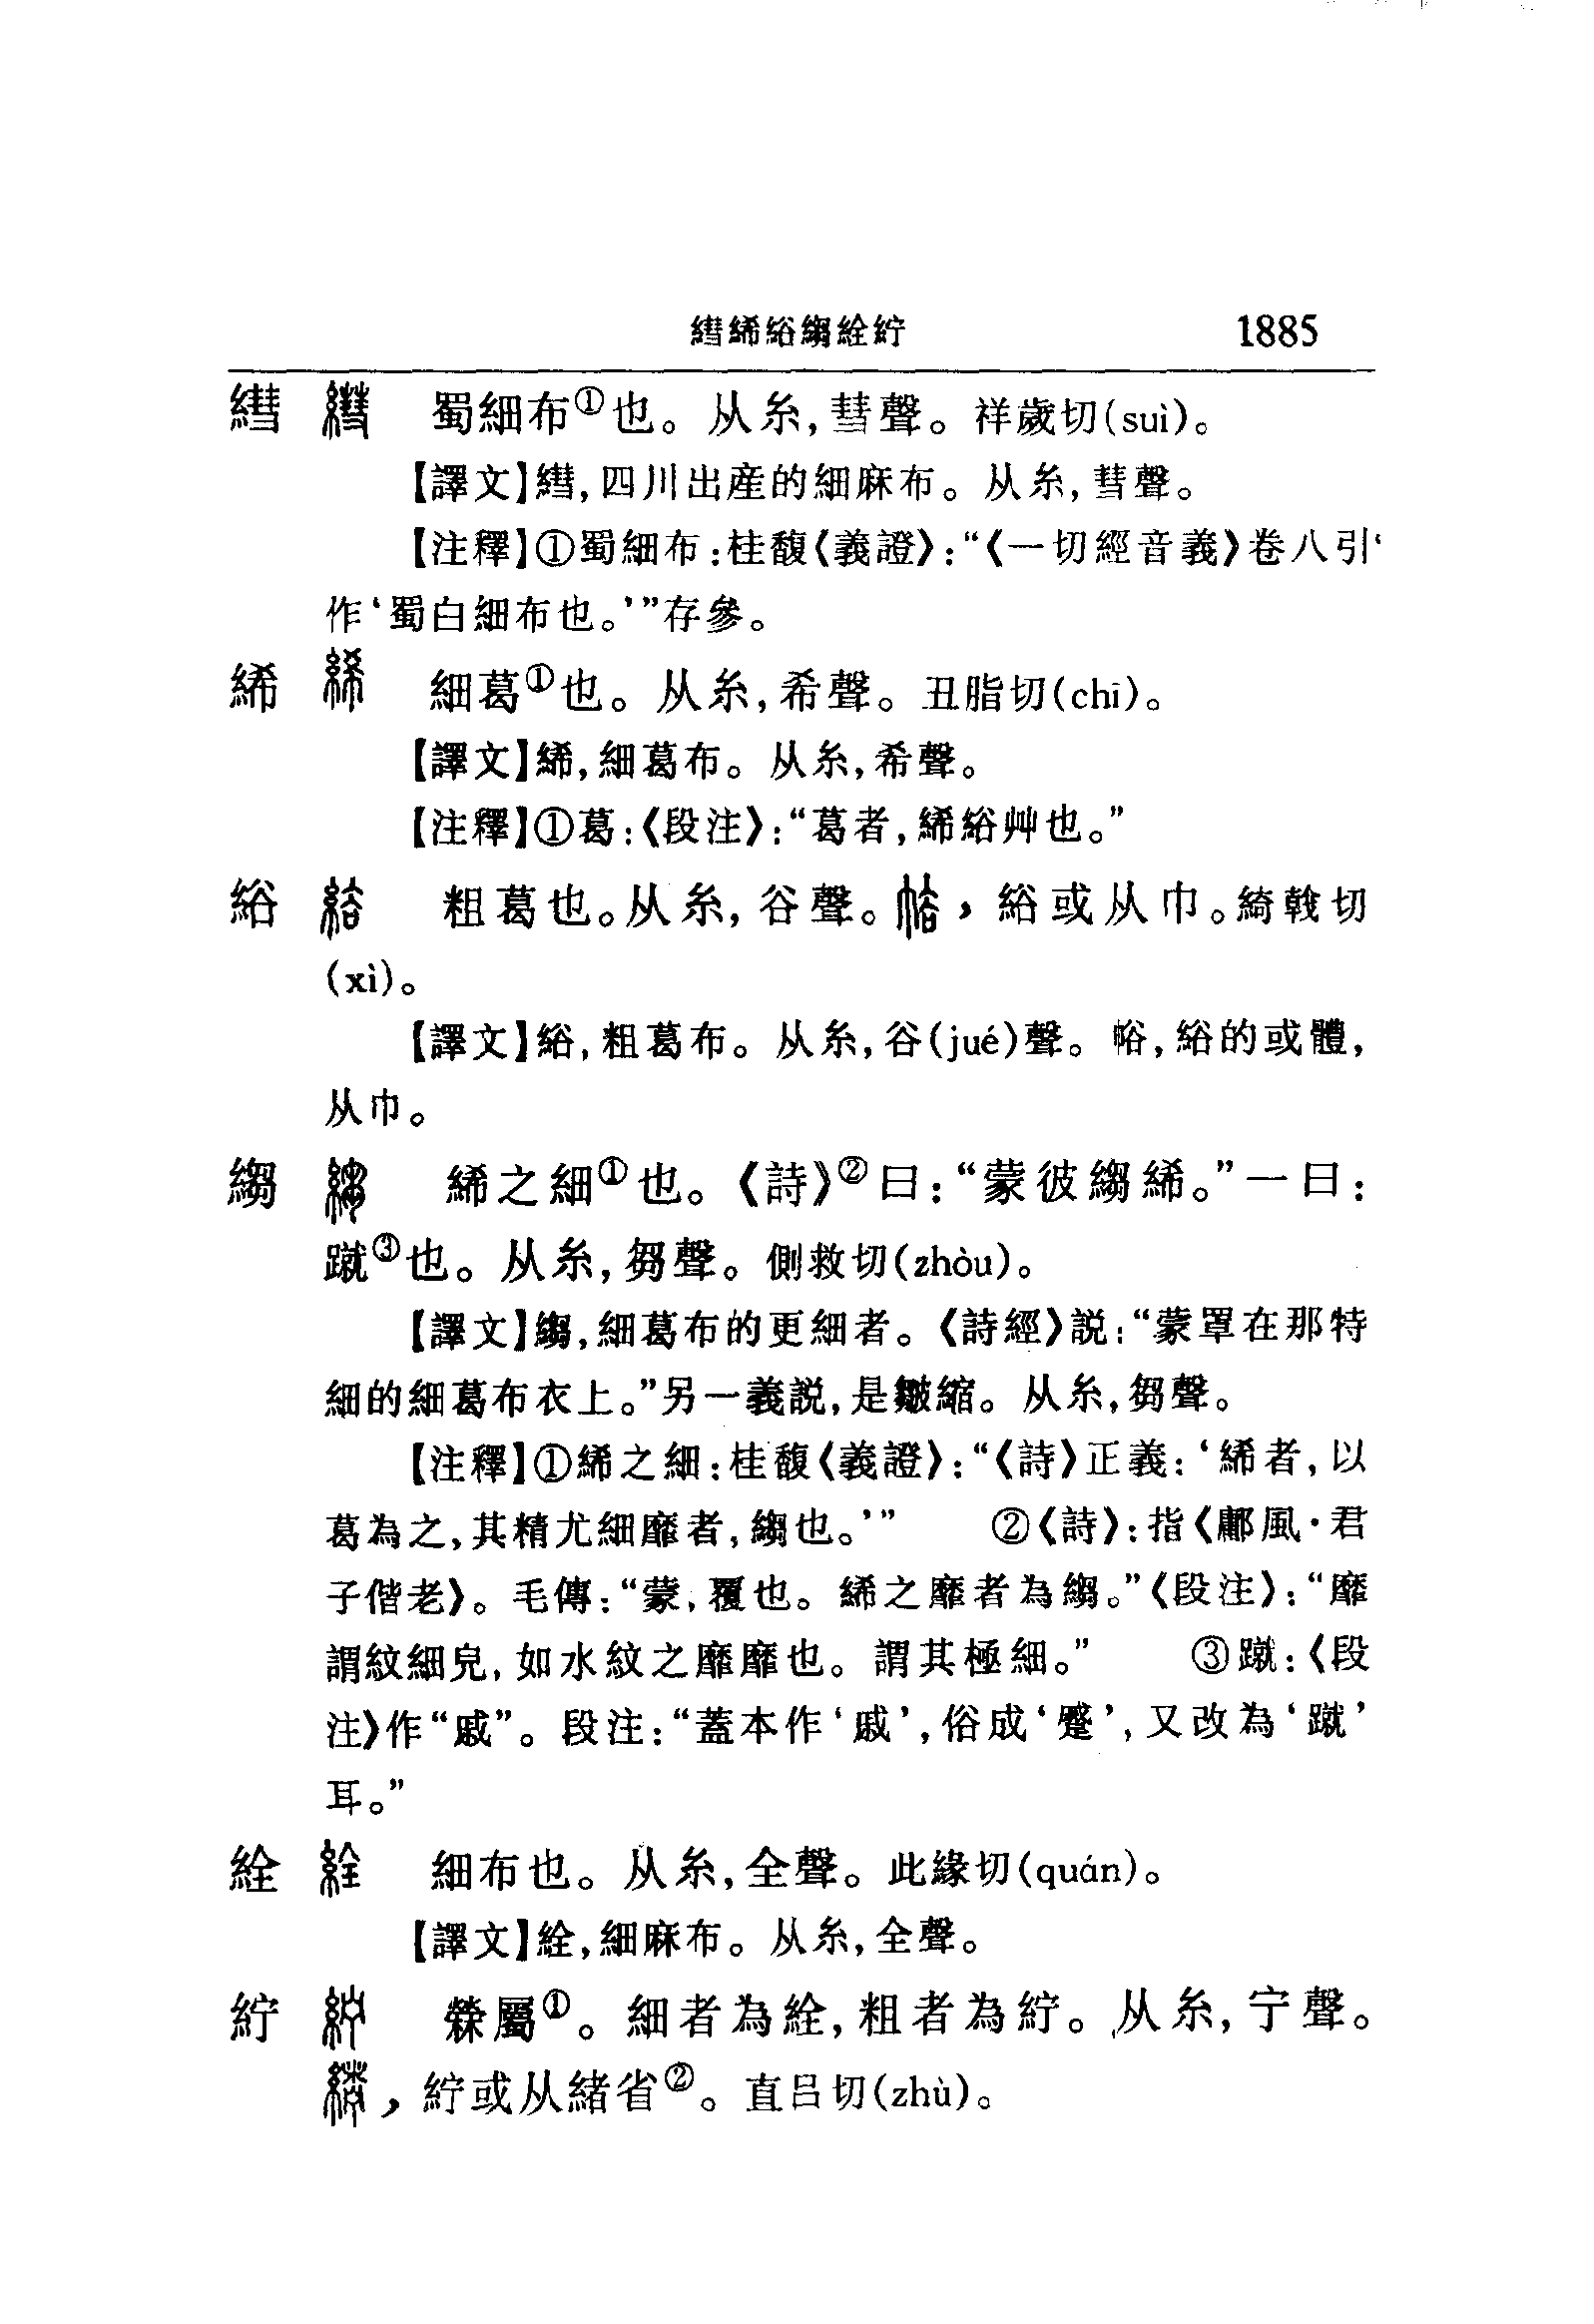 繐絺綌縐絟紵 1885
繐 蜀細布①也。从糸,彗聲。祥歲切(suì)。
【譯文】繐,四川出産的細麻布。从糸,彗聲。
【注釋】①蜀細布:桂馥《義證》:“《一切經音義》卷八引‘
作‘蜀白細布也。’”存參。
絺 細葛①也。从糸,希聲。丑脂切(chī)。
【譯文】絺,細葛布。从糸,希聲。
【注釋】①葛:《段注》:“葛者,絺綌艸也。”
綌 粗葛也。从糸,谷聲。㡄,綌或从巾。綺戟切
(xì)。
【譯文】綌,粗葛布。从糸,谷(jué)聲。㡄,綌的或體,
从巾。
縐 絺之細①也。《詩》②曰:“蒙彼縐絺。”一曰:
蹴③也。从糸,芻聲。側救切(zhòu)。
【譯文】縐,細葛布的更細者。《詩經》説:“蒙罩在那特
細的細葛布衣上。”另一義説,是皺縮。从糸,芻聲。
【注釋】①絺之細:桂馥《義證》:“《詩》正義:‘絺者,以
葛為之,其精尤細靡者,縐也。’” ②《詩》:指《鄘風·君
子偕老》。毛傳:“蒙,覆也。絺之靡者為縐。”《段注》:“靡
謂紋細皃,如水紋之靡靡也。謂其極細。” ③蹴:《段
注》作“戚”。段注:“蓋本作‘戚’,俗成‘蹙’,又改為‘蹴’
耳。”
絟 細布也。从糸,全聲。此緣切(quán)。
【譯文】絟,細麻布。从糸,全聲。
紵 檾屬①。細者為絟,粗者為紵。从糸,宁聲。
,紵或从緒省②。直吕切(zhù)。